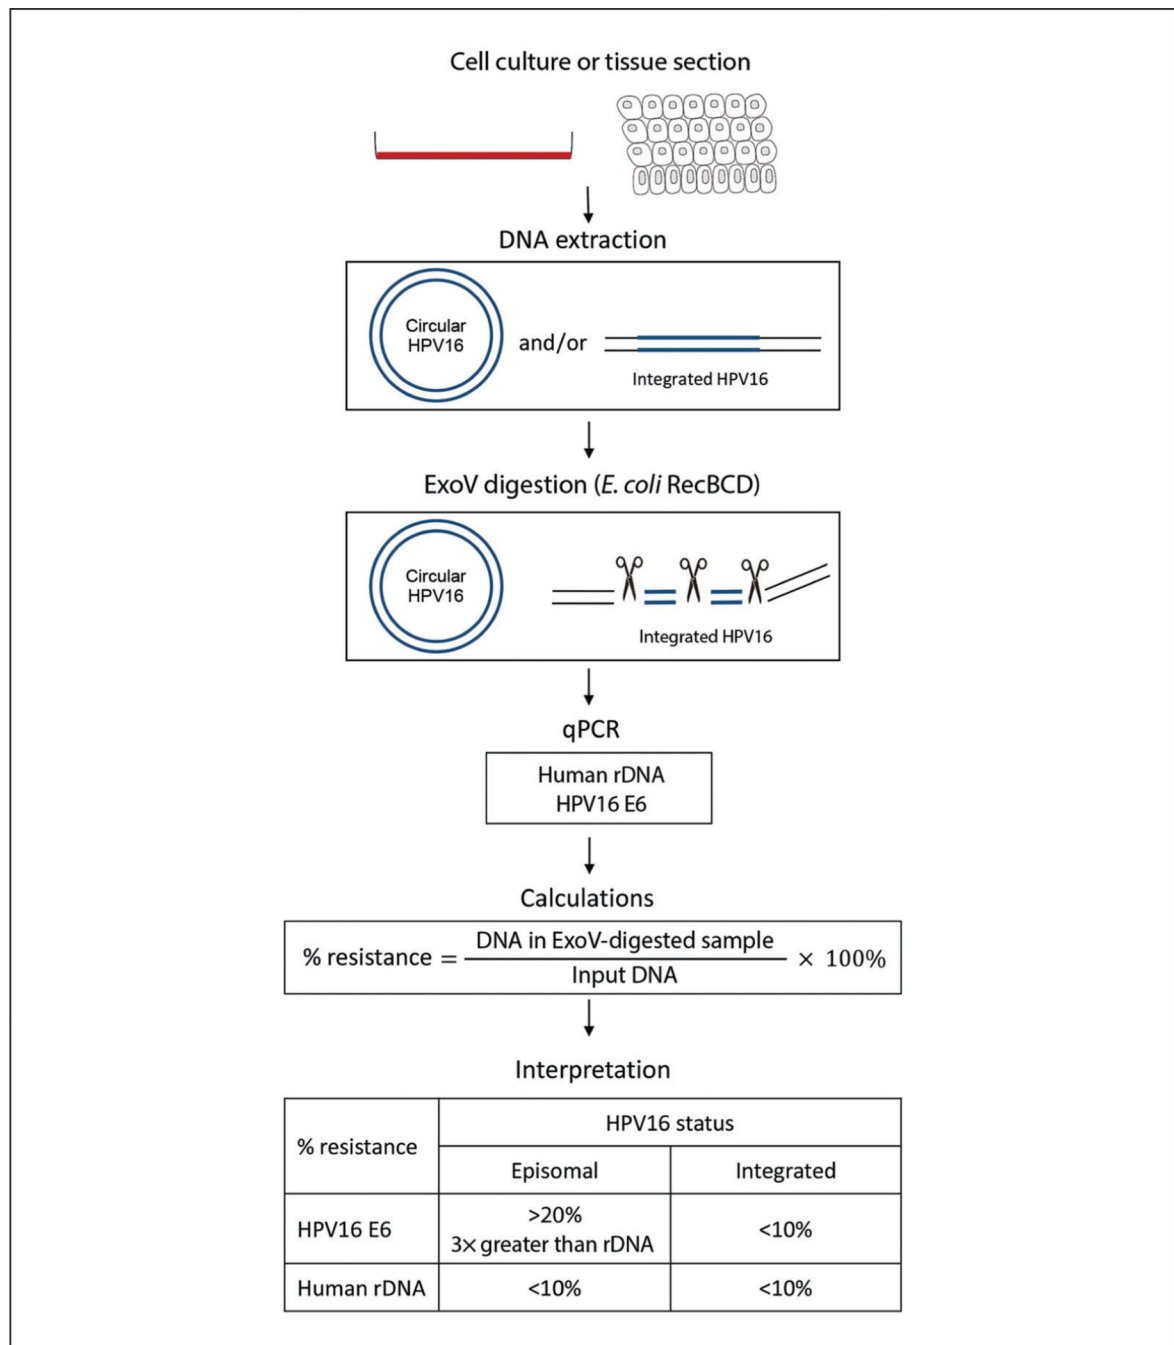 Cell culture or tissue section
DNA extraction
Circular
HPV16
and/or
Integrated HPV16
ExoV digestion (E. coli RecBCD)
Circular
HPV16
Integrated HPV16
qPCR
Human rDNA
HPV16 E6
Calculations
% resistance = DNA in ExoV-digested sample / Input DNA × 100%
Interpretation
% resistance
HPV16 status
Episomal
Integrated
HPV16 E6
>20%
3× greater than rDNA
<10%
Human rDNA
<10%
<10%